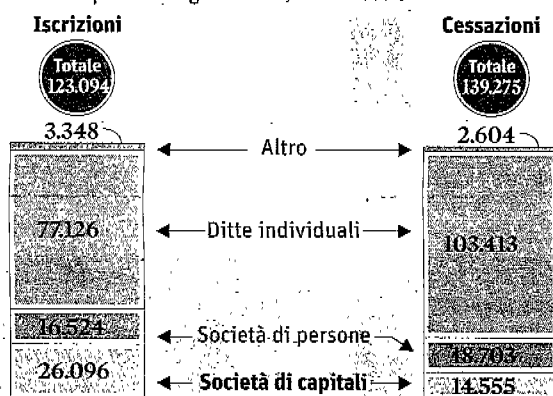 Iscrizioni
Cessazioni
Totale
123.094
Totale
139.275
3.348
Altro
2.604
77.126
Ditte individuali
103.413
16.524
Società di persone
18.703
26.096
Società di capitali
14.555